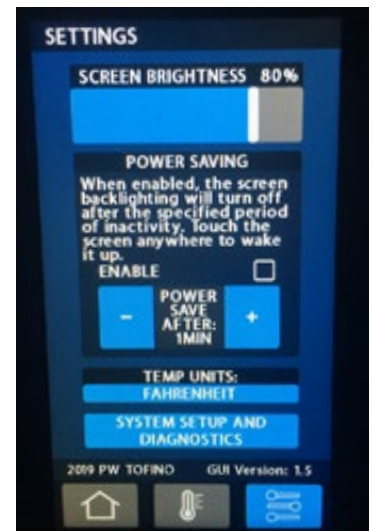 SETTINGS
SCREEN BRIGHTNESS 80%
POWER SAVING
When enabled, the screen
backlighting will turn off
after the specified period
of inactivity. Touch the
screen anywhere to wake
it up.
ENABLE
- POWER +
SAVE
AFTER:
1MIN
TEMP UNITS:
FAHRENHEIT
SYSTEM SETUP AND
DIAGNOSTICS
2019 PW TOFINO GUI Version: 1.5